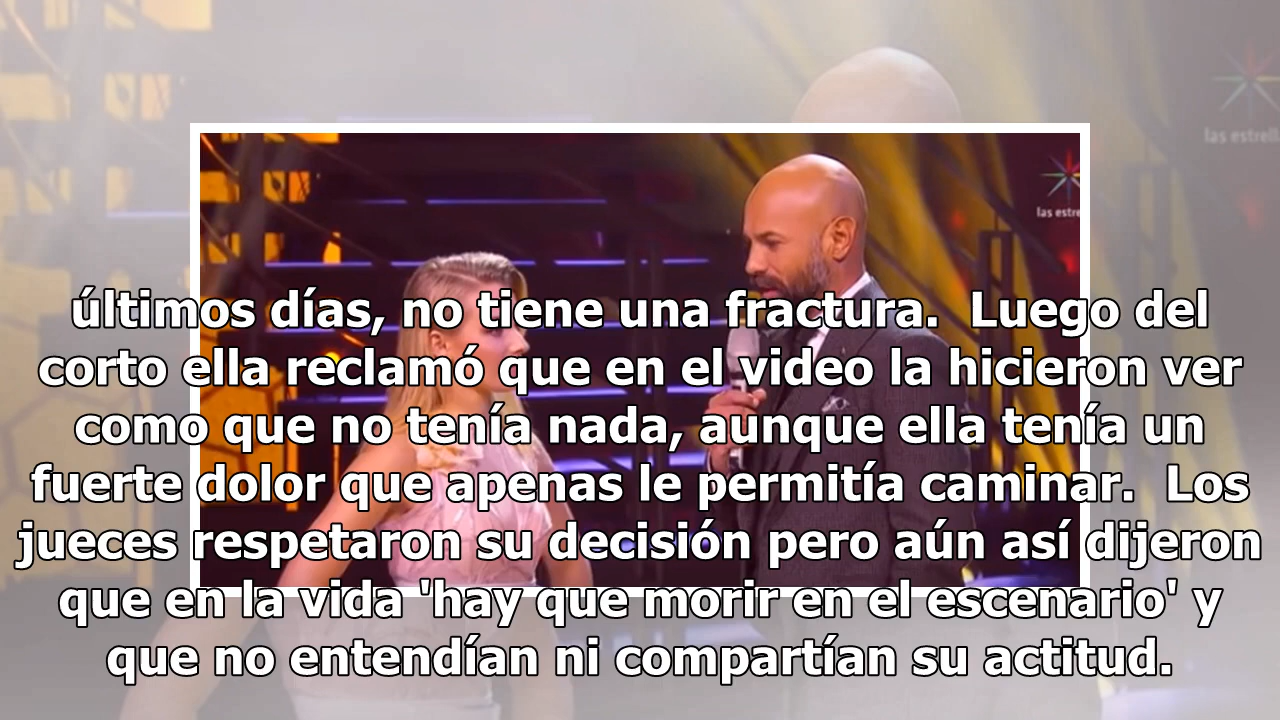 las estrell
las estre
últimos días, no tiene una fractura.  Luego del
corto ella reclamó que en el video la hicieron ver
como que no tenía nada, aunque ella tenía un
fuerte dolor que apenas le permitía caminar.  Los
jueces respetaron su decisión pero aún así dijeron
que en la vida 'hay que morir en el escenario' y
que no entendían ni compartían su actitud.